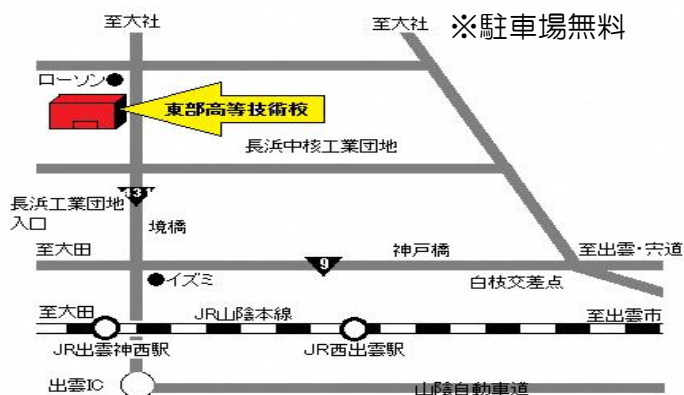 至大社
至大社
※駐車場無料
ローソン
東部高等技術校
長浜中核工業団地
431
長浜工業団地
入口
境橋
至大田
神戸橋
至出雲・宍道
9
イズミ
白枝交差点
至大田
JR山陰本線
至出雲市
JR出雲神西駅
JR西出雲駅
出雲IC
山陰自動車道